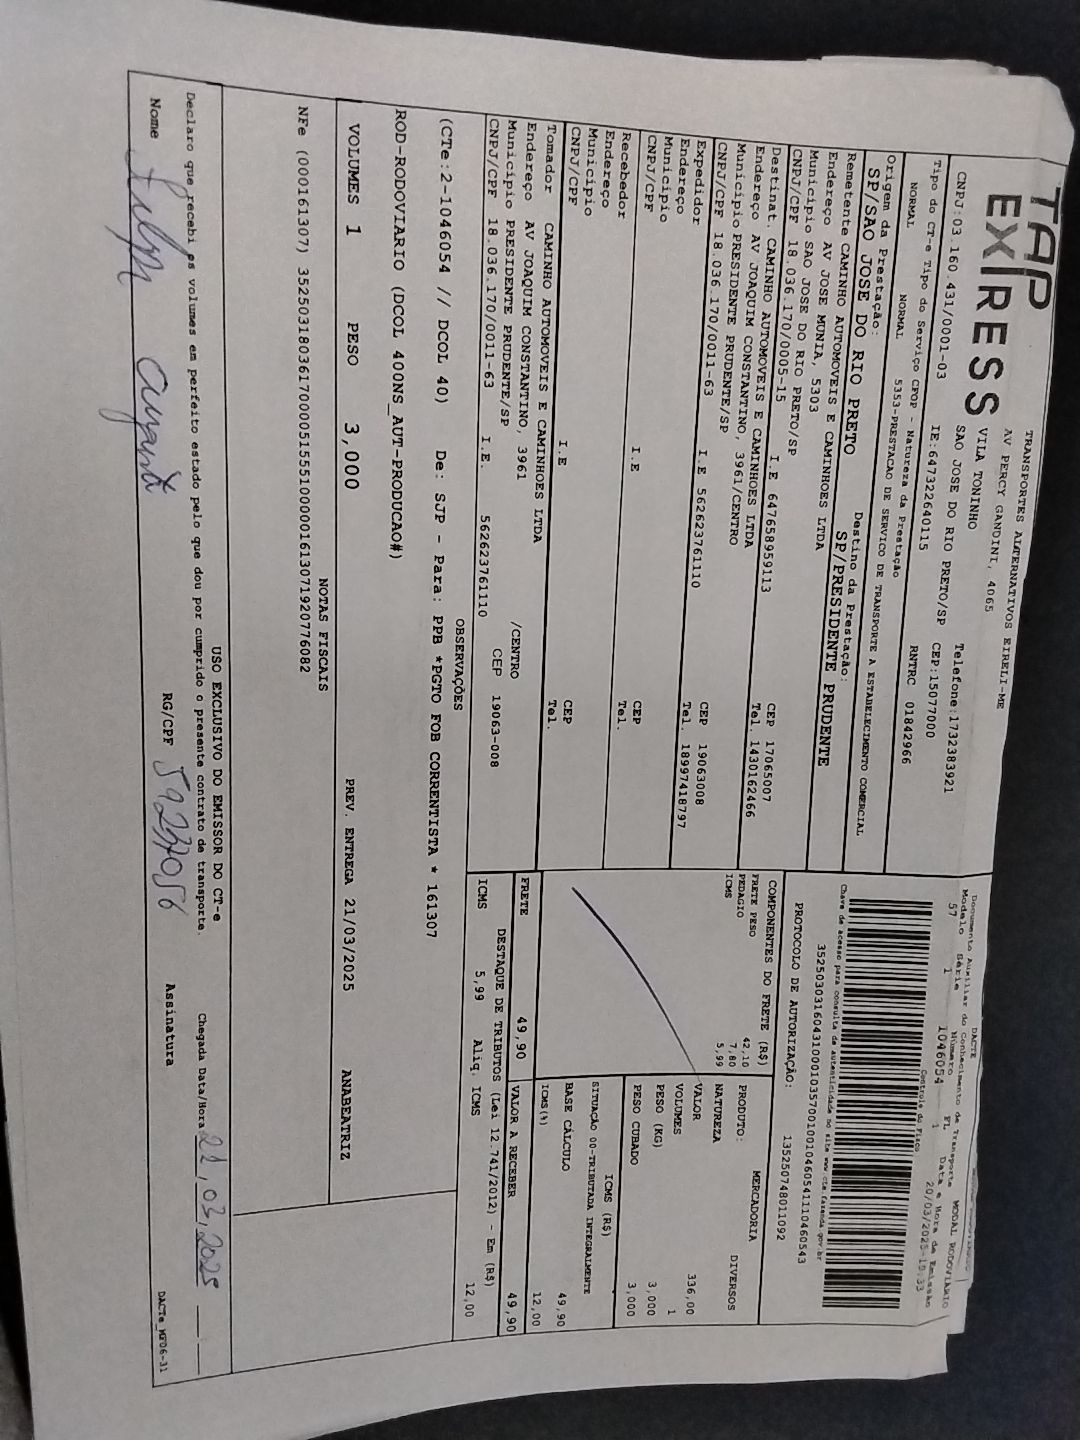 TAP
EX/RESS
TRANSPORTES ALTERNATIVOS EIRELI-ME
AV PERCY GANDINI, 4065
VILA TONINHO
SAO JOSE DO RIO PRETO/SP CEP:15077000
Telefone:1732383921
CNPJ:03.160.431/0001-03 IE:647322640115 RNTRC 01842966
Tipo do CT-e Tipo do Serviço CFOP - Natureza da Prestação
NORMAL NORMAL 5353-PRESTACAO DE SERVICO DE TRANSPORTE A ESTABELECIMENTO COMERCIAL
Origem da Prestação: Destino da Prestação:
SP/SAO JOSE DO RIO PRETO SP/PRESIDENTE PRUDENTE
DACTE
Documento Auxiliar do Conhecimento de Transporte MODAL RODOVIÁRIO
Modelo Série Número FL Data e Hora de Emissão
57 1 1046054 1 20/03/2025-15:33
Controle do Fisco
Chave de acesso para consulta de autenticidade no site www.cte.fazenda.gov.br
PROTOCOLO DE AUTORIZAÇÃO: 135250748011092
Remetente CAMINHO AUTOMOVEIS E CAMINHOES LTDA
Endereço AV JOSE MUNIA, 5303
Município SAO JOSE DO RIO PRETO/SP CEP 17065007
CNPJ/CPF 18.036.170/0005-15 I.E 647658959113 Tel. 1430162466
Destinat. CAMINHO AUTOMOVEIS E CAMINHOES LTDA
Endereço AV JOAQUIM CONSTANTINO, 3961/CENTRO
Município PRESIDENTE PRUDENTE/SP CEP 19063008
CNPJ/CPF 18.036.170/0011-63 I.E 562623761110 Tel. 18997418797
Expedidor
Endereço
Município CEP
CNPJ/CPF I.E Tel.
Recebedor
Endereço
Município CEP
CNPJ/CPF I.E Tel.
Tomador CAMINHO AUTOMOVEIS E CAMINHOES LTDA
Endereço AV JOAQUIM CONSTANTINO, 3961 /CENTRO
Município PRESIDENTE PRUDENTE/SP CEP 19063-008
CNPJ/CPF 18.036.170/0011-63 I.E. 562623761110
COMPONENTES DO FRETE (R$)
FRETE PESO 42,10
PEDAGIO 7,80
ICMS 5,99
PRODUTO: MERCADORIA
NATUREZA DIVERSOS
VALOR 336,00
VOLUMES 1
PESO (KG) 3,000
PESO CUBADO 3,000
ICMS (R$)
SITUAÇÃO 00-TRIBUTADA INTEGRALMENTE
BASE CÁLCULO 49,90
ICMS(%) 12,00
FRETE 49,90 VALOR A RECEBER 49,90
DESTAQUE DE TRIBUTOS (Lei 12.741/2012) - Em (R$)
ICMS 5,99 Aliq. ICMS 12,00
OBSERVAÇÕES
(CTe:2-1046054 // DCOL 40) De: SJP - Para: PPB *PGTO FOB CORRENTISTA * 161307
ROD-RODOVIARIO (DCOL 400NS_AUT-PRODUCAO#)
VOLUMES 1 PESO 3,000 PREV. ENTREGA 21/03/2025 ANABEATRIZ
NOTAS FISCAIS
USO EXCLUSIVO DO EMISSOR DO CT-e
Declaro que recebi os volumes em perfeito estado pelo que dou por cumprido o presente contrato de transporte.
Chegada Data/Hora 21,03,2025
Nome RG/CPF Assinatura
DACTe_MF06-31